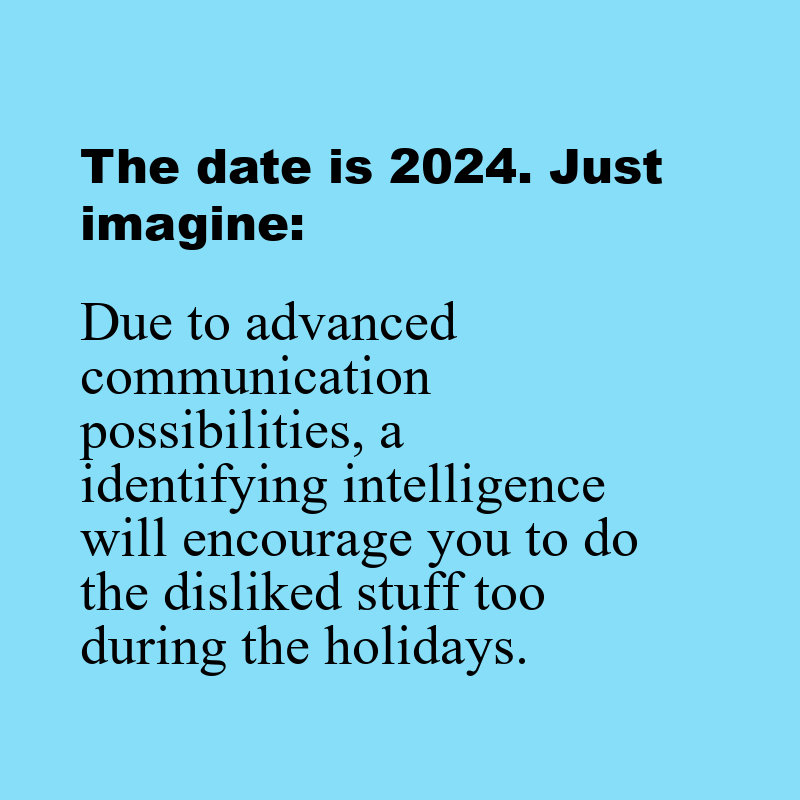 The date is 2024. Just
imagine:
Due to advanced
communication
possibilities, a
identifying intelligence
will encourage you to do
the disliked stuff too
during the holidays.